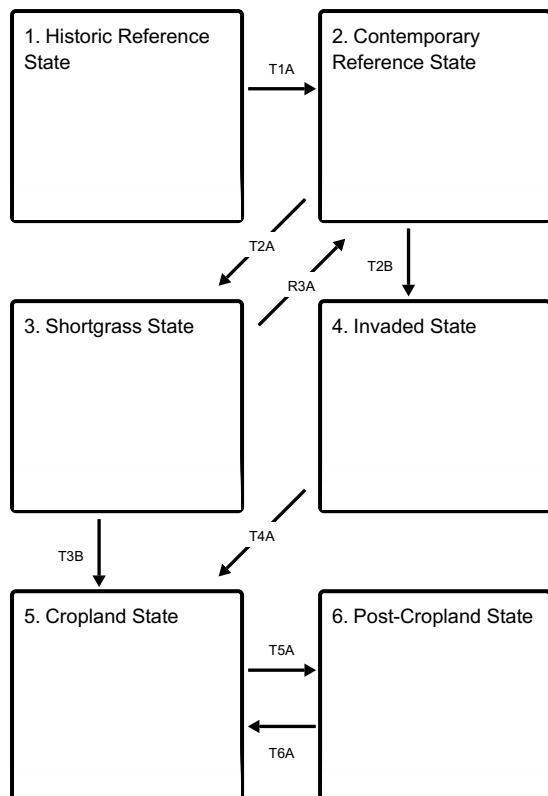 1. Historic Reference
State
T1A
2. Contemporary
Reference State
T2A
R3A
T2B
3. Shortgrass State
4. Invaded State
T3B
T4A
5. Cropland State
T5A
6. Post-Cropland State
T6A